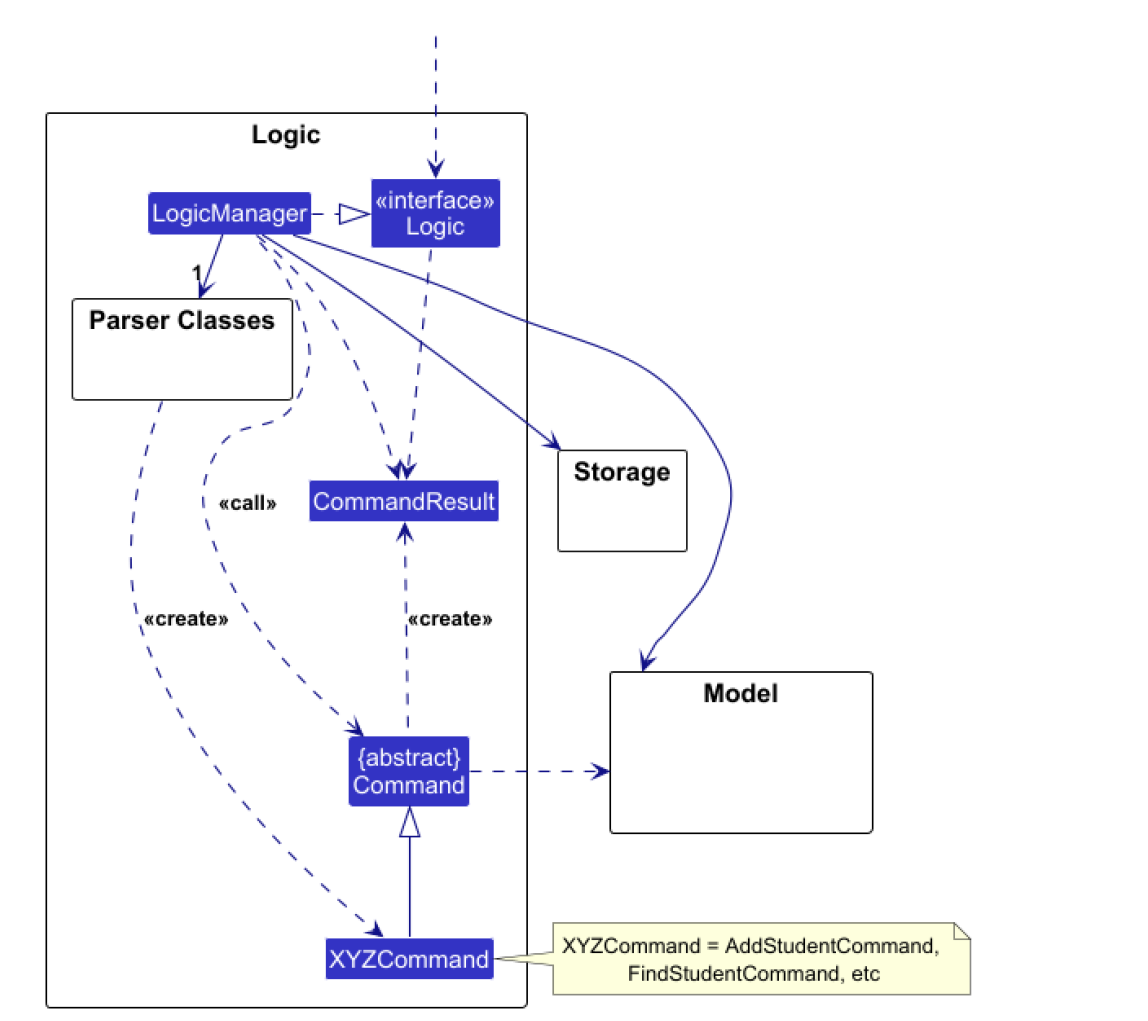 Logic
LogicManager
«interface»
Logic
1
Parser Classes
Storage
«call»
CommandResult
«create»
«create»
Model
{abstract}
Command
XYZCommand
XYZCommand = AddStudentCommand,
FindStudentCommand, etc